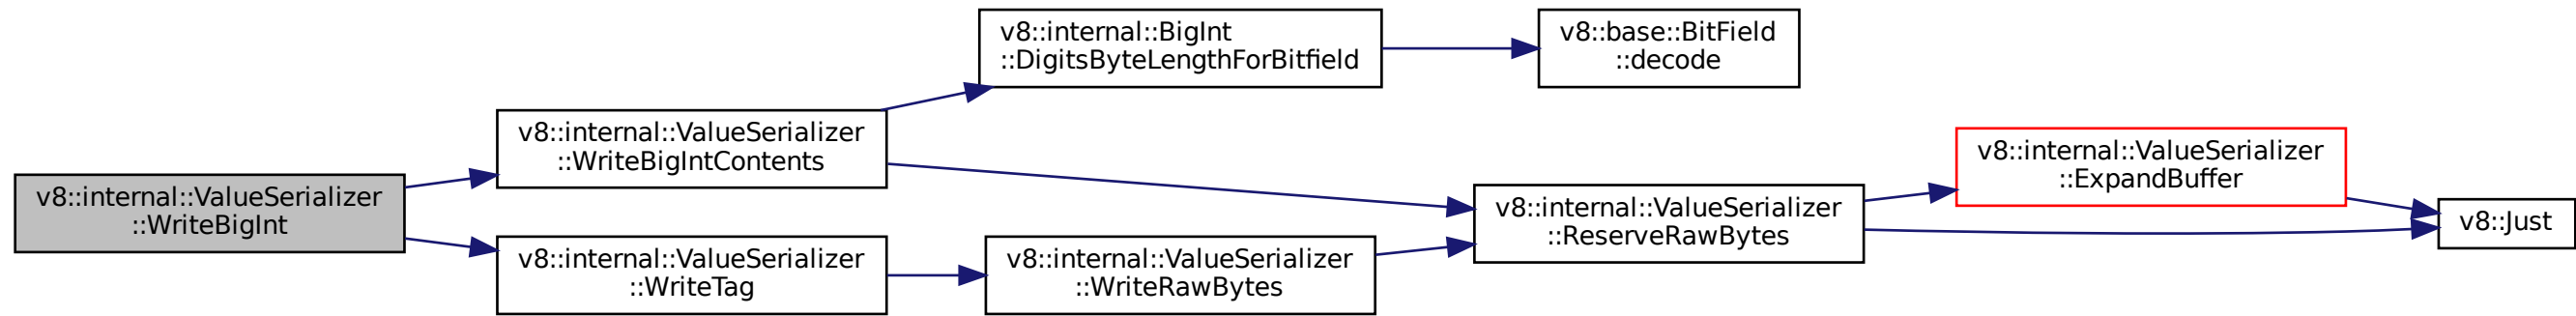 v8::internal::ValueSerializer
::WriteBigInt
v8::internal::ValueSerializer
::WriteBigIntContents
v8::internal::ValueSerializer
::WriteTag
v8::internal::BigInt
::DigitsByteLengthForBitfield
v8::internal::ValueSerializer
::WriteRawBytes
v8::base::BitField
::decode
v8::internal::ValueSerializer
::ReserveRawBytes
v8::internal::ValueSerializer
::ExpandBuffer
v8::Just